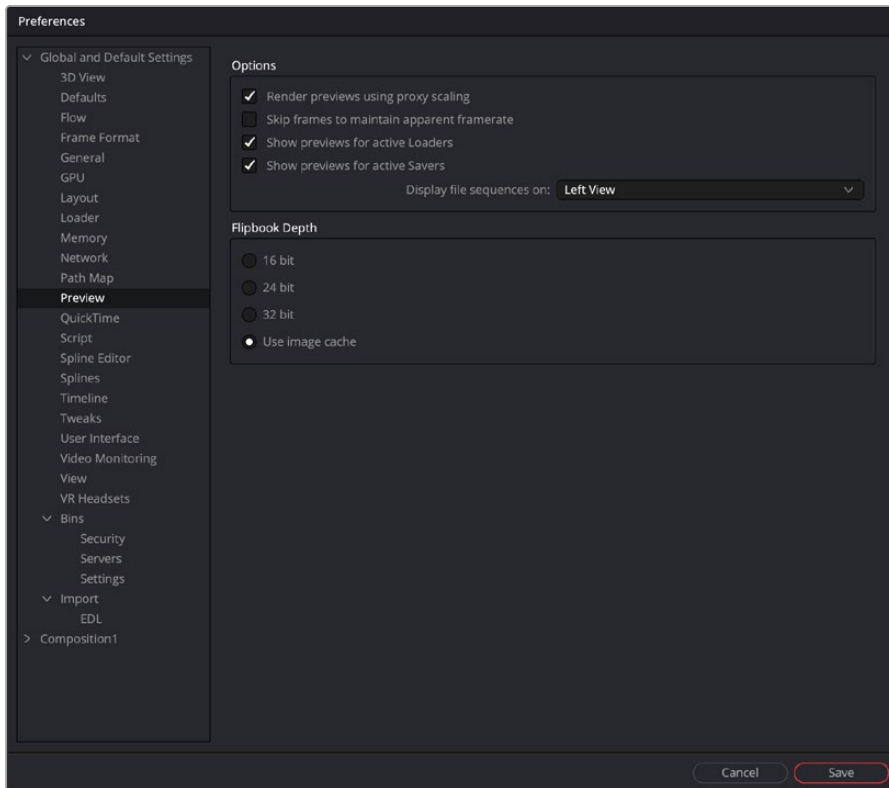 Preferences
Global and Default Settings
3D View
Defaults
Flow
Frame Format
General
GPU
Layout
Loader
Memory
Network
Path Map
Preview
QuickTime
Script
Spline Editor
Splines
Timeline
Tweaks
User Interface
Video Monitoring
View
VR Headsets
Bins
Security
Servers
Settings
Import
EDL
Composition1
Options
Render previews using proxy scaling
Skip frames to maintain apparent framerate
Show previews for active Loaders
Show previews for active Savers
Display file sequences on: Left View
Flipbook Depth
16 bit
24 bit
32 bit
Use image cache
Cancel Save